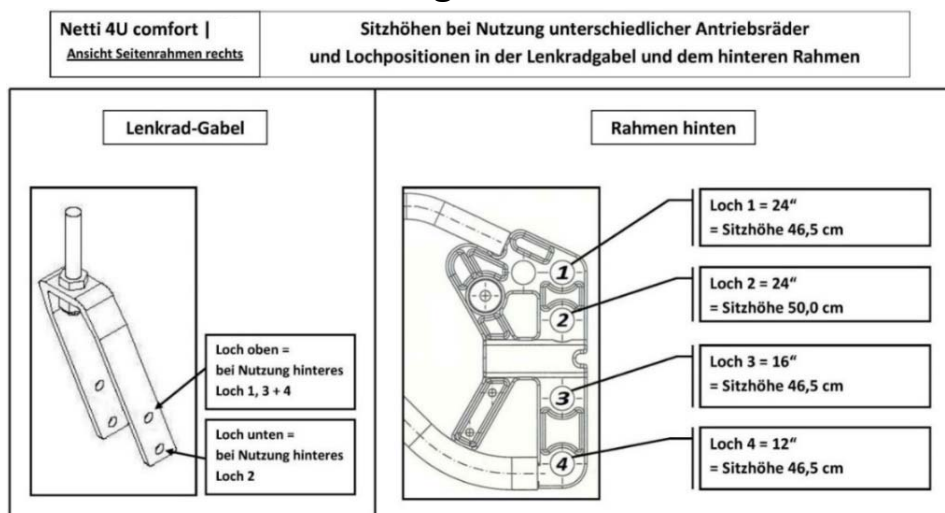 Netti 4U comfort |
Ansicht Seitenrahmen rechts
Sitzhöhen bei Nutzung unterschiedlicher Antriebsräder
und Lochpositionen in der Lenkradgabel und dem hinteren Rahmen
Lenkrad-Gabel
Loch oben =
bei Nutzung hinteres
Loch 1, 3 + 4
Loch unten =
bei Nutzung hinteres
Loch 2
Rahmen hinten
1
2
3
4
Loch 1 = 24“
= Sitzhöhe 46,5 cm
Loch 2 = 24“
= Sitzhöhe 50,0 cm
Loch 3 = 16“
= Sitzhöhe 46,5 cm
Loch 4 = 12“
= Sitzhöhe 46,5 cm